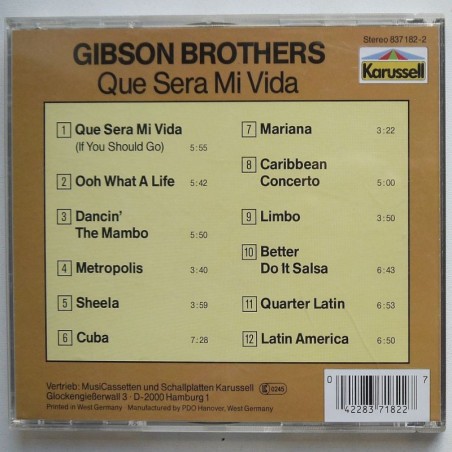 Stereo 837 182-2
Karussell
GIBSON BROTHERS
Que Sera Mi Vida
1 Que Sera Mi Vida
(If You Should Go) 5:55
2 Ooh What A Life 5:42
3 Dancin'
The Mambo 5:50
4 Metropolis 3:40
5 Sheela 3:59
6 Cuba 7:28
7 Mariana 3:22
8 Caribbean
Concerto 5:00
9 Limbo 3:50
10 Better
Do It Salsa 6:43
11 Quarter Latin 6:53
12 Latin America 6:50
Vertrieb: MusiCassetten und Schallplatten Karussell
Glockengießerwall 3 · D-2000 Hamburg 1
Printed in West Germany Manufactured by PDO Hanover, West Germany
LC 0245
0 42283 71822 7